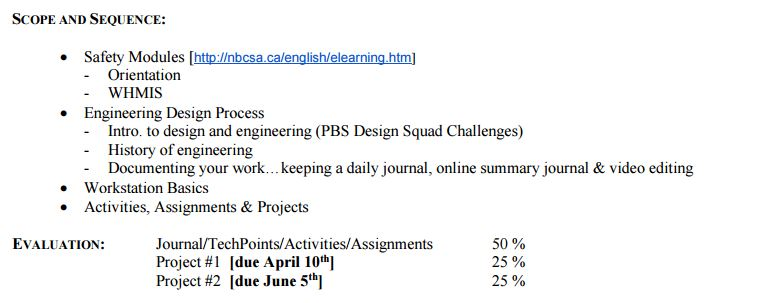 SCOPE AND SEQUENCE:
• Safety Modules [http://nbcsa.ca/english/elearning.htm]
- Orientation
- WHMIS
• Engineering Design Process
- Intro. to design and engineering (PBS Design Squad Challenges)
- History of engineering
- Documenting your work…keeping a daily journal, online summary journal & video editing
• Workstation Basics
• Activities, Assignments & Projects
EVALUATION: Journal/TechPoints/Activities/Assignments 50 %
Project #1 [due April 10th] 25 %
Project #2 [due June 5th] 25 %